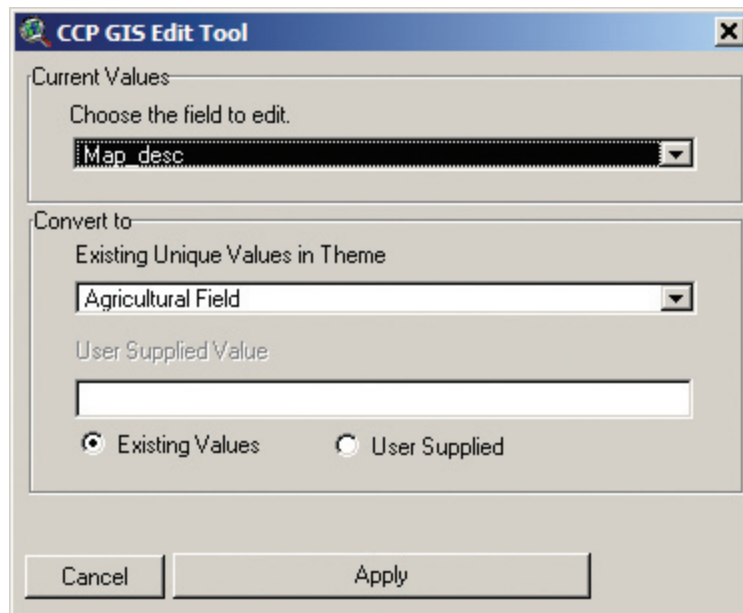 CCP GIS Edit Tool
Current Values
Choose the field to edit.
Map_desc
Convert to
Existing Unique Values in Theme
Agricultural Field
User Supplied Value
Existing Values User Supplied
Cancel Apply